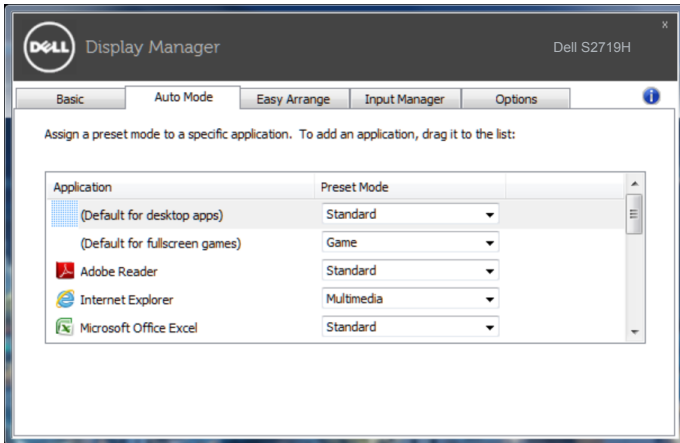 DELL Display Manager Dell S2719H x
Basic Auto Mode Easy Arrange Input Manager Options i
Assign a preset mode to a specific application. To add an application, drag it to the list:
Application Preset Mode
(Default for desktop apps) Standard
(Default for fullscreen games) Game
Adobe Reader Standard
Internet Explorer Multimedia
Microsoft Office Excel Standard